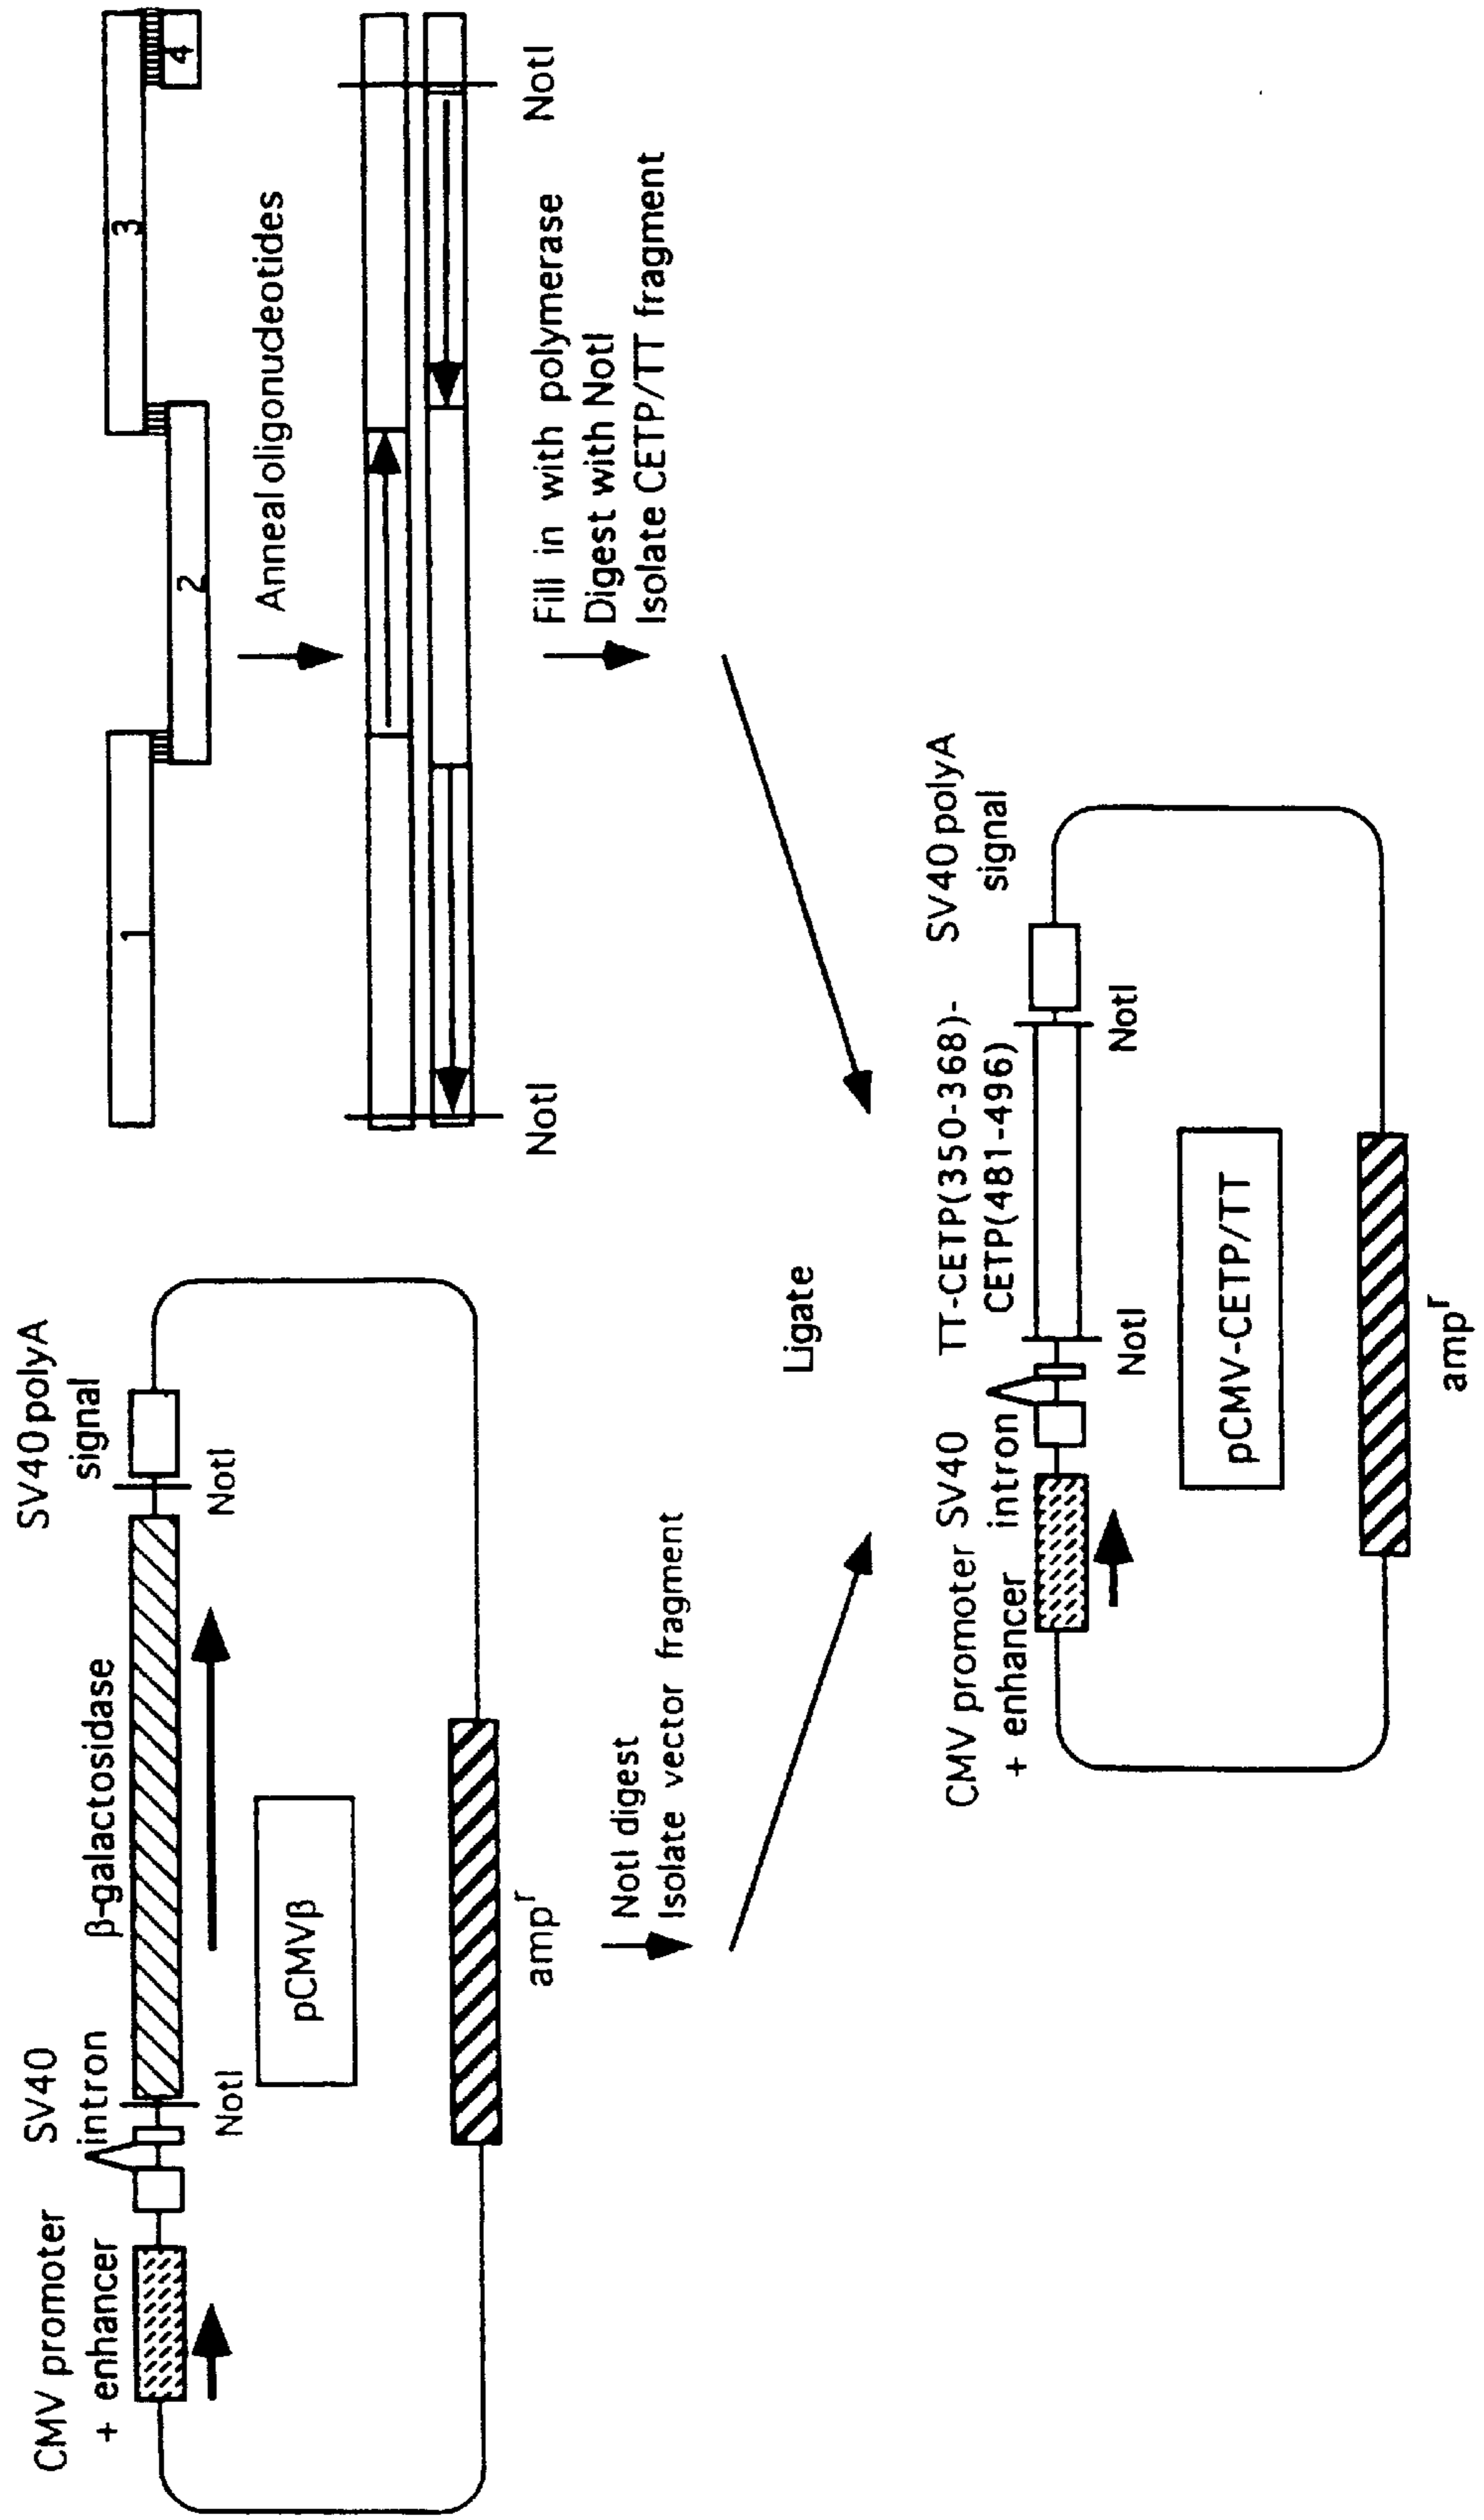 CMV promoter
+ enhancer
SV40
intron
β-galactosidase
SV40 polyA
signal
NotI
NotI
pCMVβ
amp^r
NotI digest
Isolate vector fragment
1
2
3
4
Anneal oligonucleotides
NotI
NotI
Fill in with polymerase
Digest with NotI
Isolate CETP/TT fragment
Ligate
CMV promoter
+ enhancer
SV40
intron
TT-CETP(350-368)-
CETP(481-496)
SV40 polyA
signal
NotI
NotI
pCMV-CETP/TT
amp^r